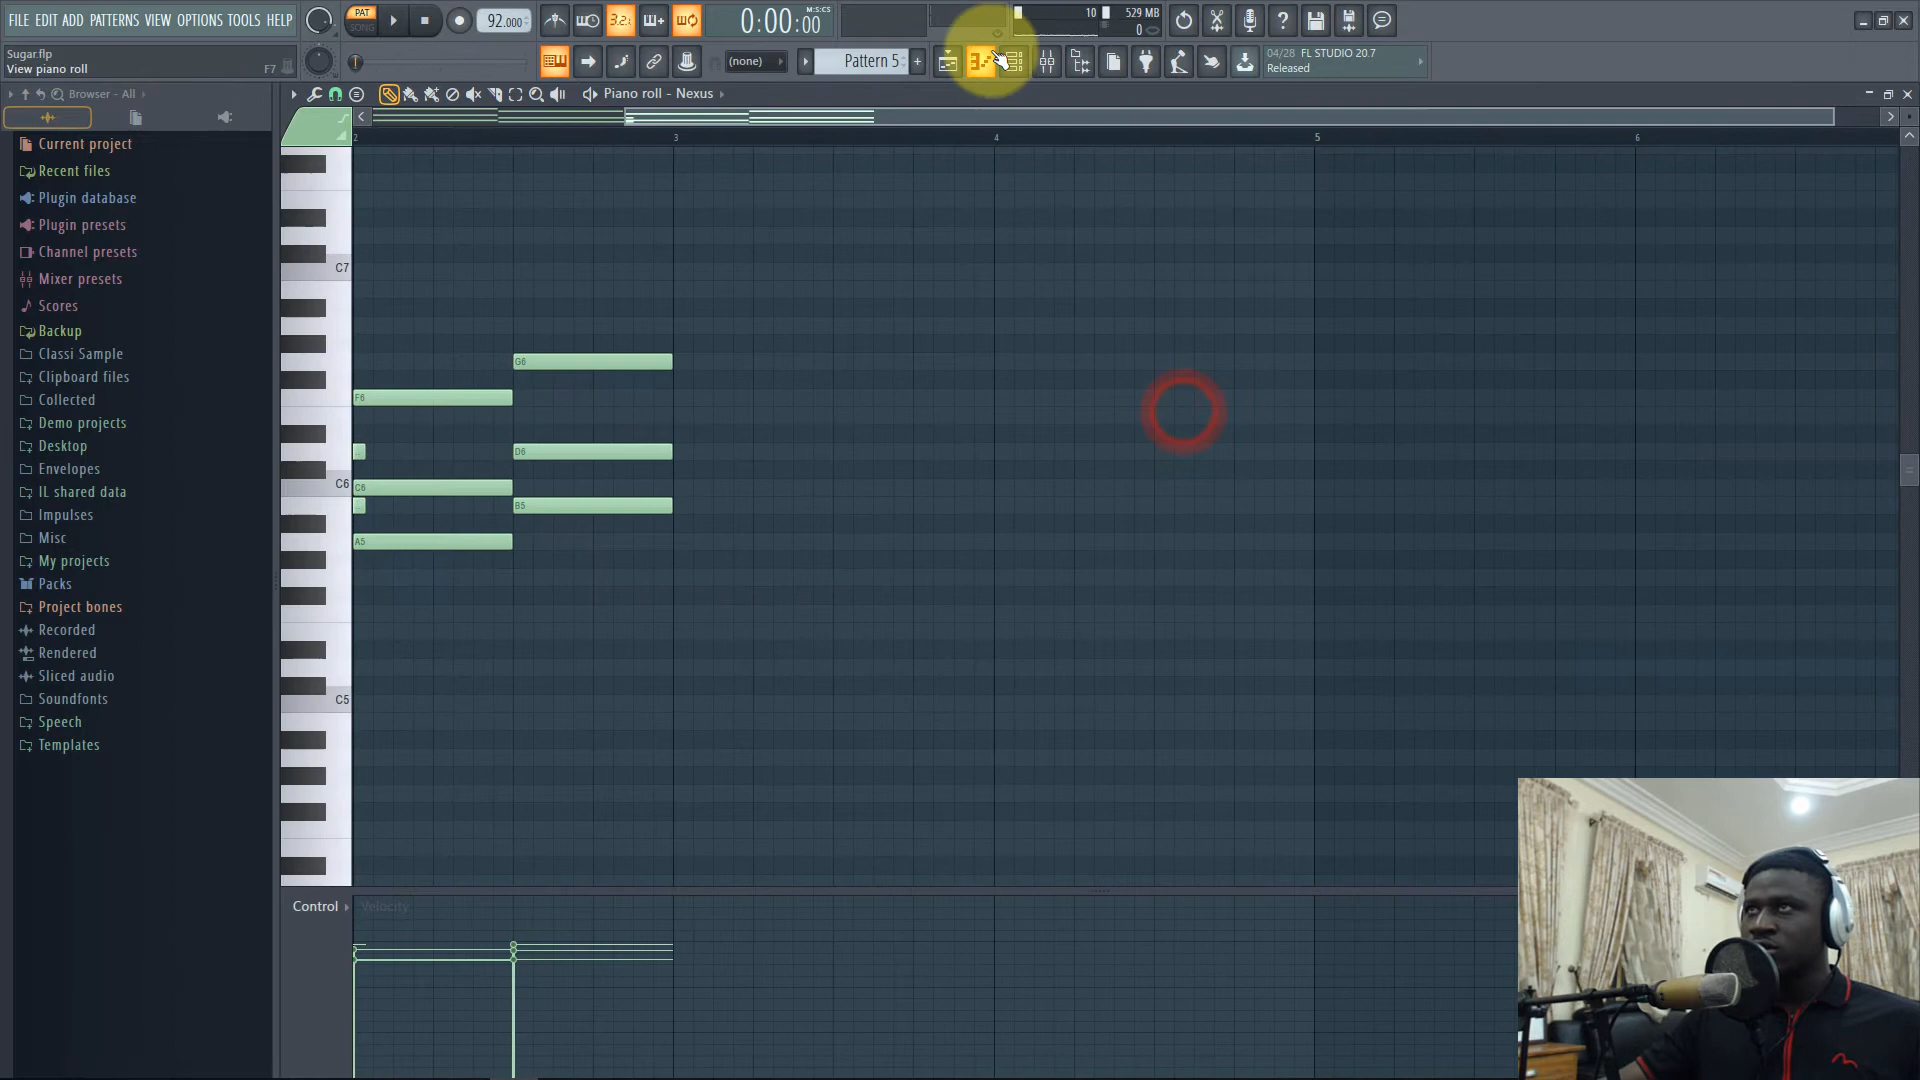 FILE EDIT ADD PATTERNS VIEW OPTIONS TOOLS HELP
PAT
SONG
3.2.
92.000
0:00:00
M:S:CS
10
529 MB
0
Sugar.flp
View piano roll
F7
(none)
Pattern 5
+
04/28 FL STUDIO 20.7
Released
Browser - All
Piano roll - Nexus
Current project
Recent files
Plugin database
Plugin presets
Channel presets
Mixer presets
Scores
Backup
Classi Sample
Clipboard files
Collected
Demo projects
Desktop
Envelopes
IL shared data
Impulses
Misc
My projects
Packs
Project bones
Recorded
Rendered
Sliced audio
Soundfonts
Speech
Templates
2
3
4
5
6
C7
C6
C5
G6
F6
D6
C6
B5
A5
Control
Velocity